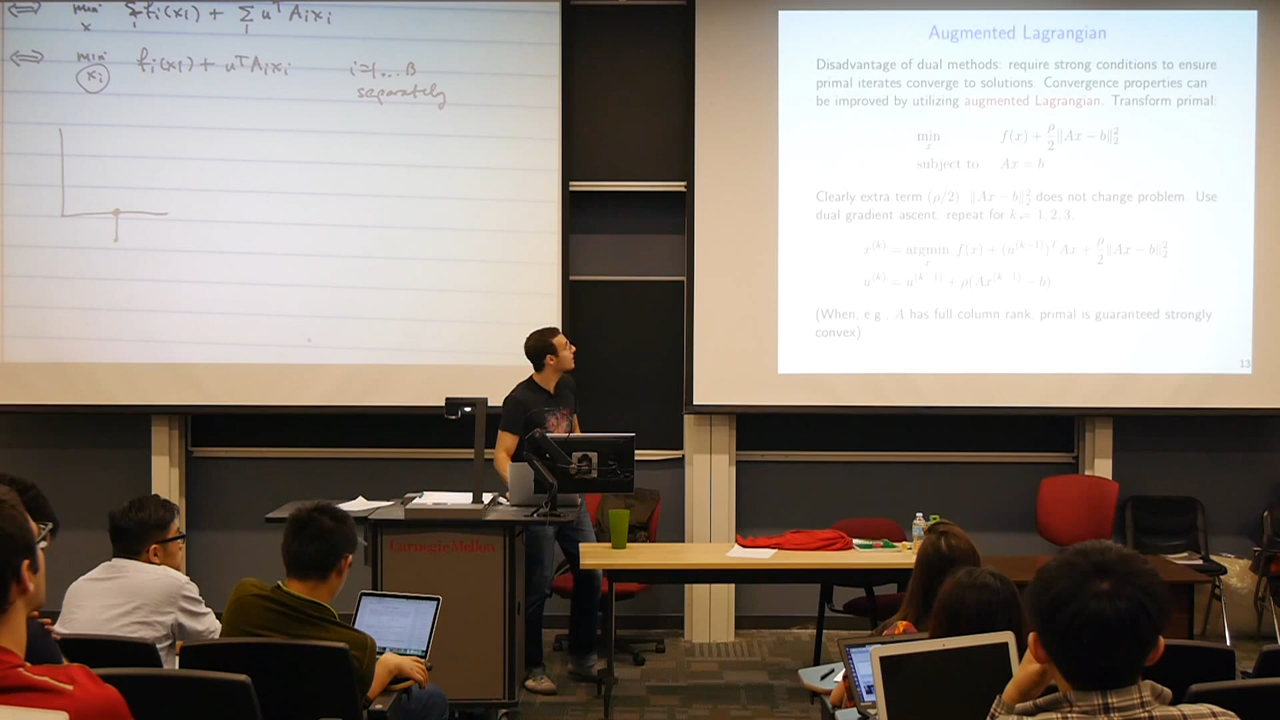 ⟺ min x Σ i fi(xi) + Σ i uᵀAixi
⟺ min xi fi(xi) + uᵀAixi i=1...B
separately
Augmented Lagrangian
Disadvantage of dual methods: require strong conditions to ensure
primal iterates converge to solutions. Convergence properties can
be improved by utilizing augmented Lagrangian. Transform primal:
min x f(x) + ρ/2 ‖Ax − b‖₂²
subject to Ax = b
Clearly extra term (ρ/2) · ‖Ax − b‖₂² does not change problem. Use
dual gradient ascent: repeat for k = 1, 2, 3,
x^(k) = argmin x f(x) + (u^(k−1))ᵀAx + ρ/2 ‖Ax − b‖₂²
u^(k) = u^(k−1) + ρ(Ax^(k−1) − b)
(When, e.g., A has full column rank, primal is guaranteed strongly
convex)
13
Carnegie Mellon